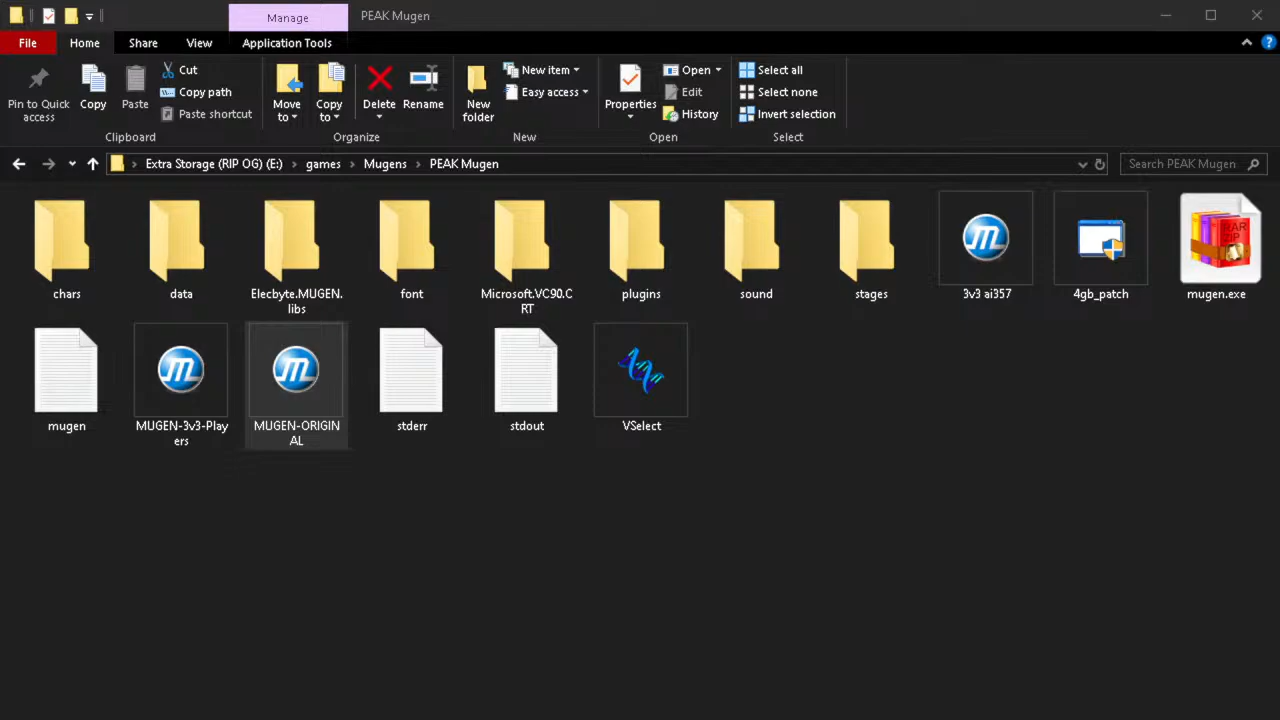 Manage
PEAK Mugen
File
Home
Share
View
Application Tools
Pin to Quick
access
Copy
Paste
Cut
Copy path
Paste shortcut
Clipboard
Move
to
Copy
to
Delete
Rename
Organize
New
folder
New item
Easy access
New
Properties
Open
Edit
History
Open
Select all
Select none
Invert selection
Select
Extra Storage (RIP OG) (E:) > games > Mugens > PEAK Mugen
Search PEAK Mugen
chars
data
Elecbyte.MUGEN.
libs
font
Microsoft.VC90.C
RT
plugins
sound
stages
3v3 ai357
4gb_patch
RAR
ZIP
mugen.exe
mugen
MUGEN-3v3-Play
ers
MUGEN-ORIGIN
AL
stderr
stdout
VSelect